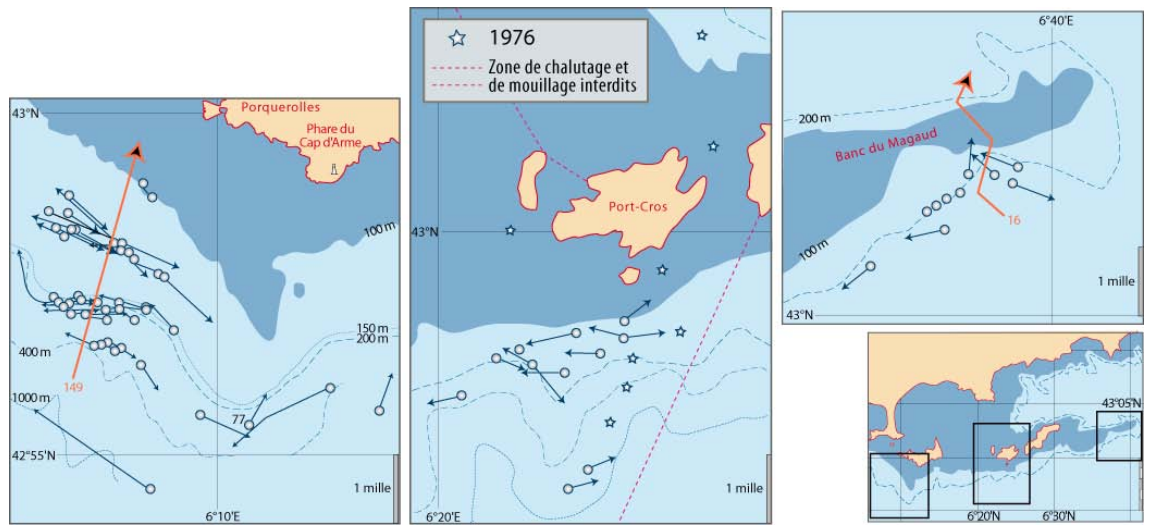 43°N
Porquerolles
Phare du
Cap d'Arme
100 m
150 m
200 m
400 m
149
1000 m
77
42°55'N
1 mille
6°10'E
1976
Zone de chalutage et
de mouillage interdits
Port-Cros
43°N
1 mille
6°20'E
6°40'E
200 m
Banc du Magaud
16
100 m
1 mille
43°N
43°05'N
6°20'N
6°30'N